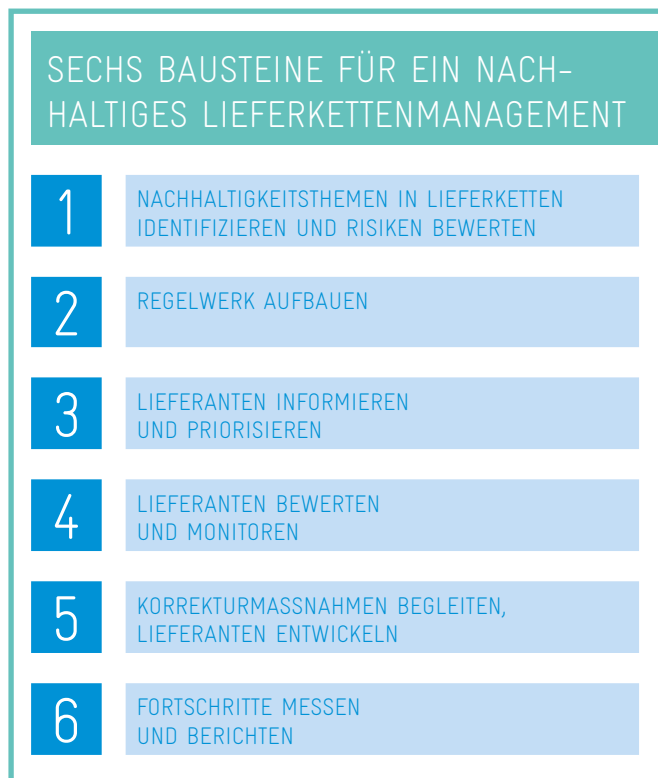 SECHS BAUSTEINE FÜR EIN NACH-
HALTIGES LIEFERKETTENMANAGEMENT
1
NACHHALTIGKEITSTHEMEN IN LIEFERKETTEN
IDENTIFIZIEREN UND RISIKEN BEWERTEN
2
REGELWERK AUFBAUEN
3
LIEFERANTEN INFORMIEREN
UND PRIORISIEREN
4
LIEFERANTEN BEWERTEN
UND MONITOREN
5
KORREKTURMASSNAHMEN BEGLEITEN,
LIEFERANTEN ENTWICKELN
6
FORTSCHRITTE MESSEN
UND BERICHTEN